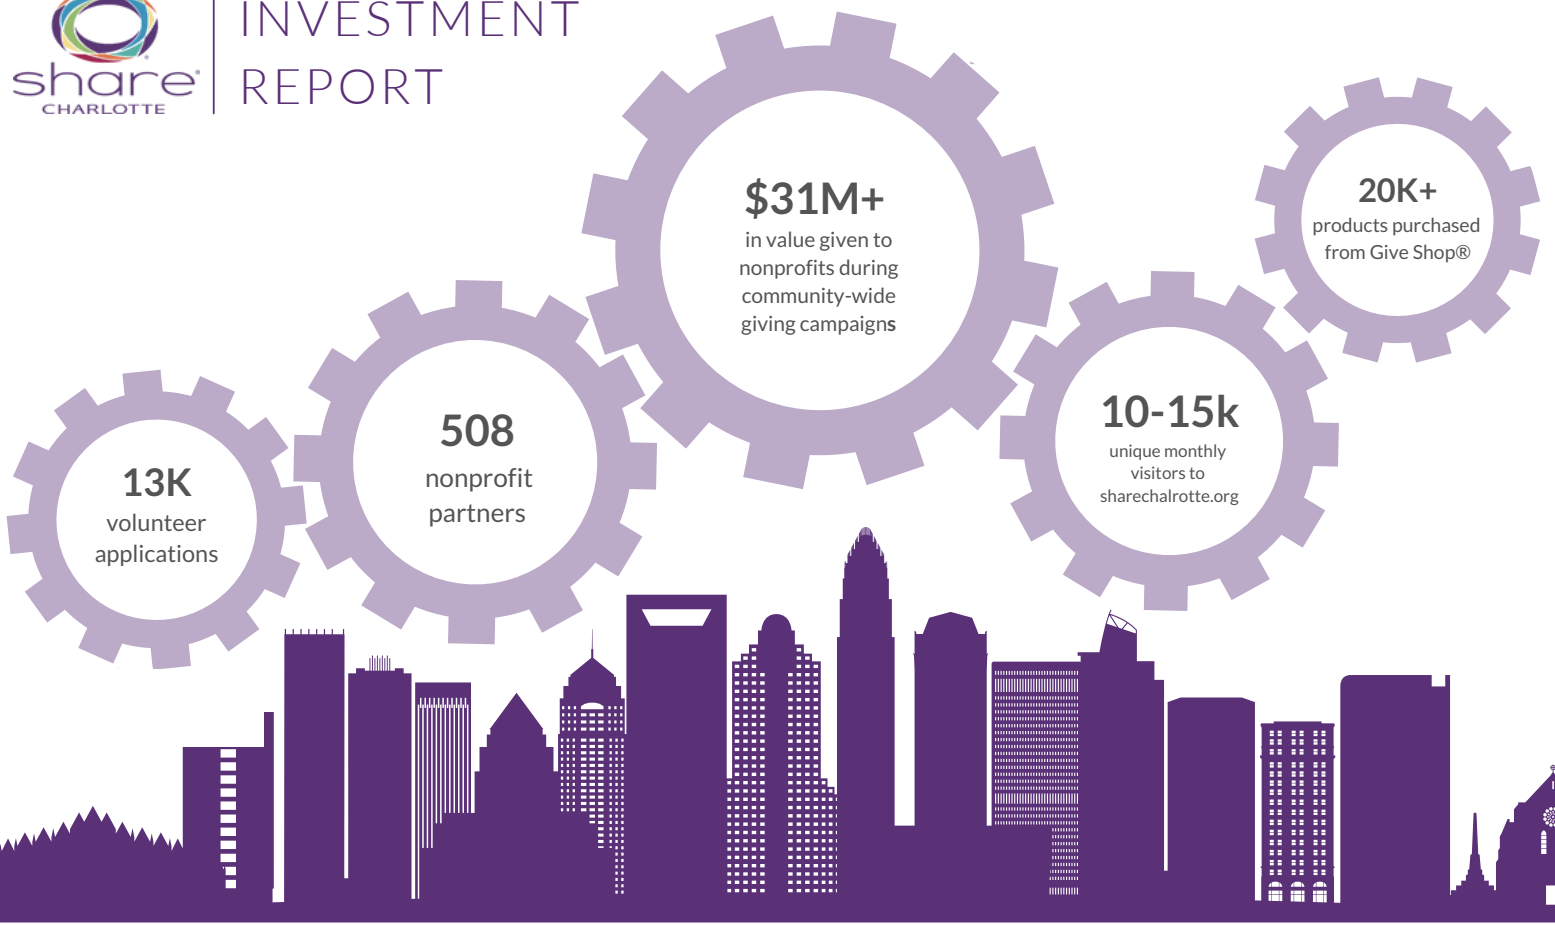 INVESTMENT
REPORT
share®
CHARLOTTE
$31M+
in value given to
nonprofits during
community-wide
giving campaigns
20K+
products purchased
from Give Shop®
508
nonprofit
partners
10-15k
unique monthly
visitors to
sharechalrotte.org
13K
volunteer
applications